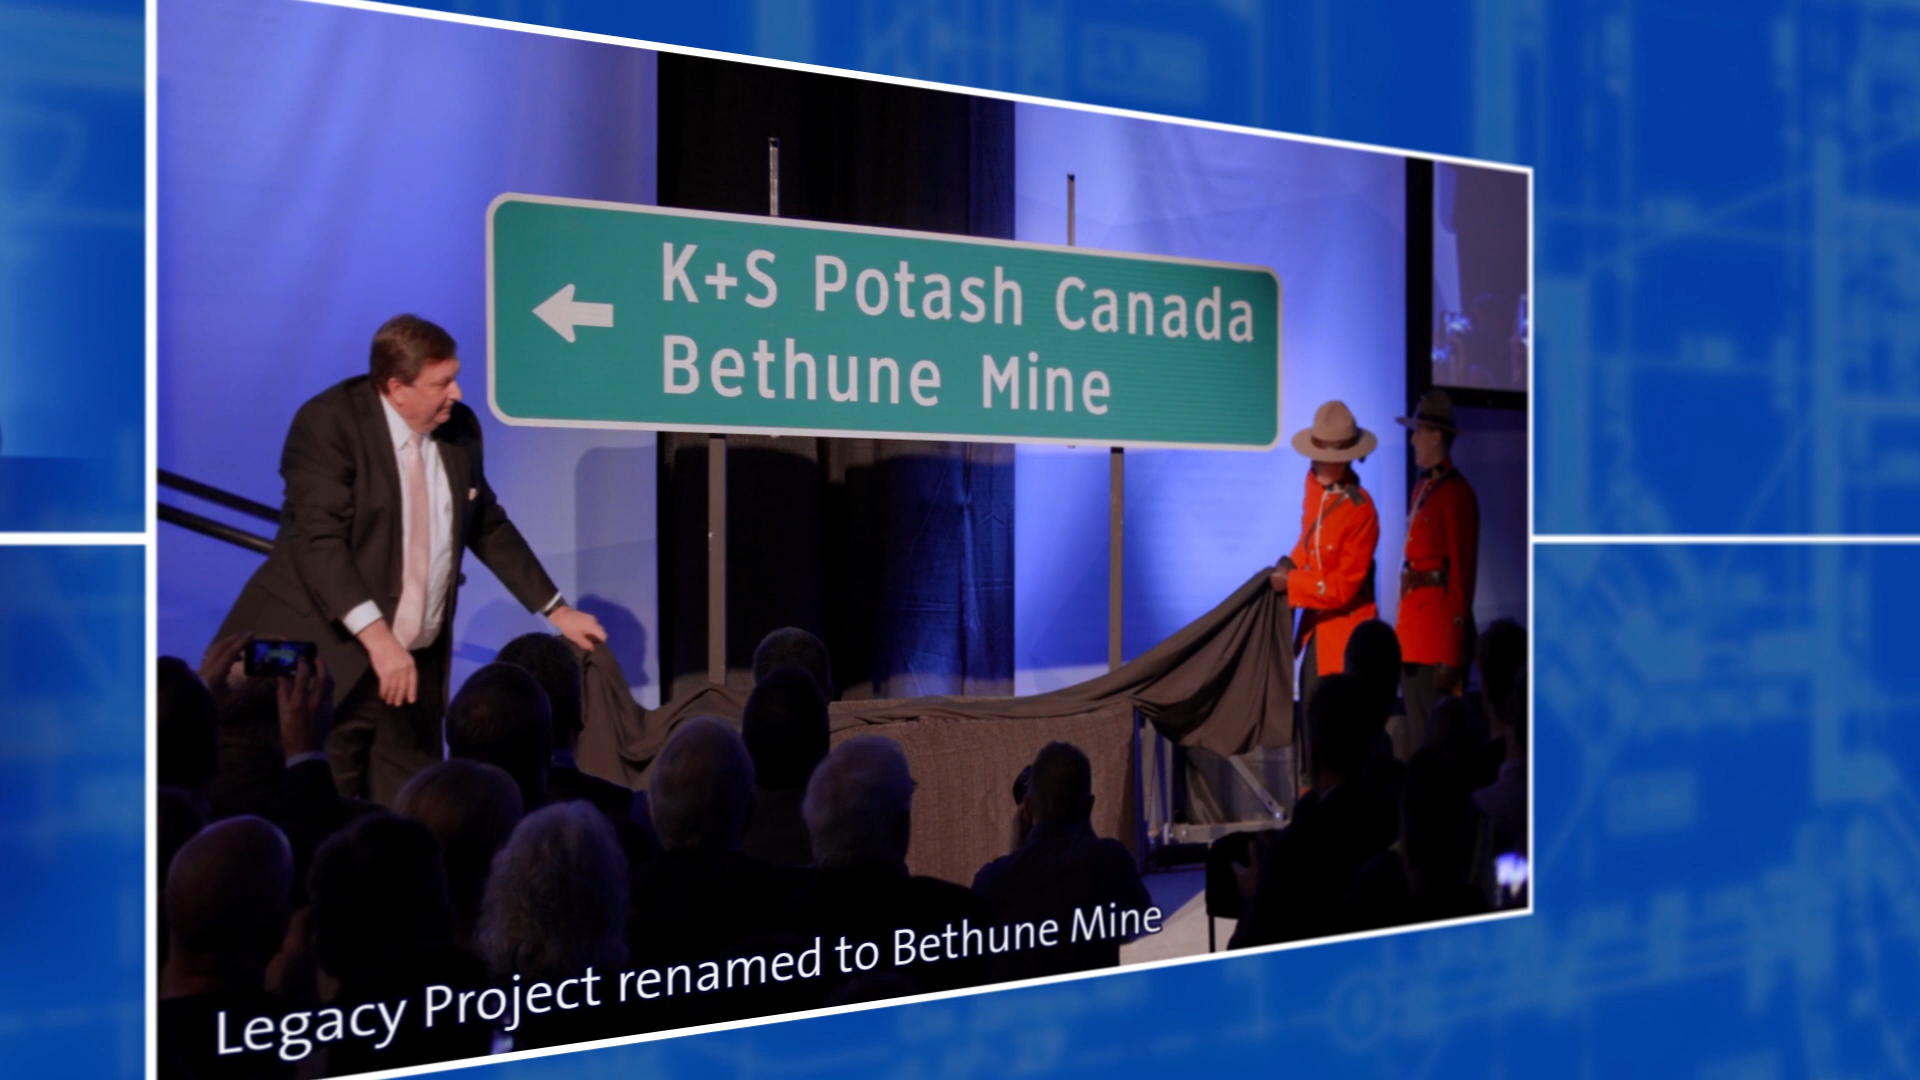 K+S Potash Canada
Bethune Mine
Legacy Project renamed to Bethune Mine